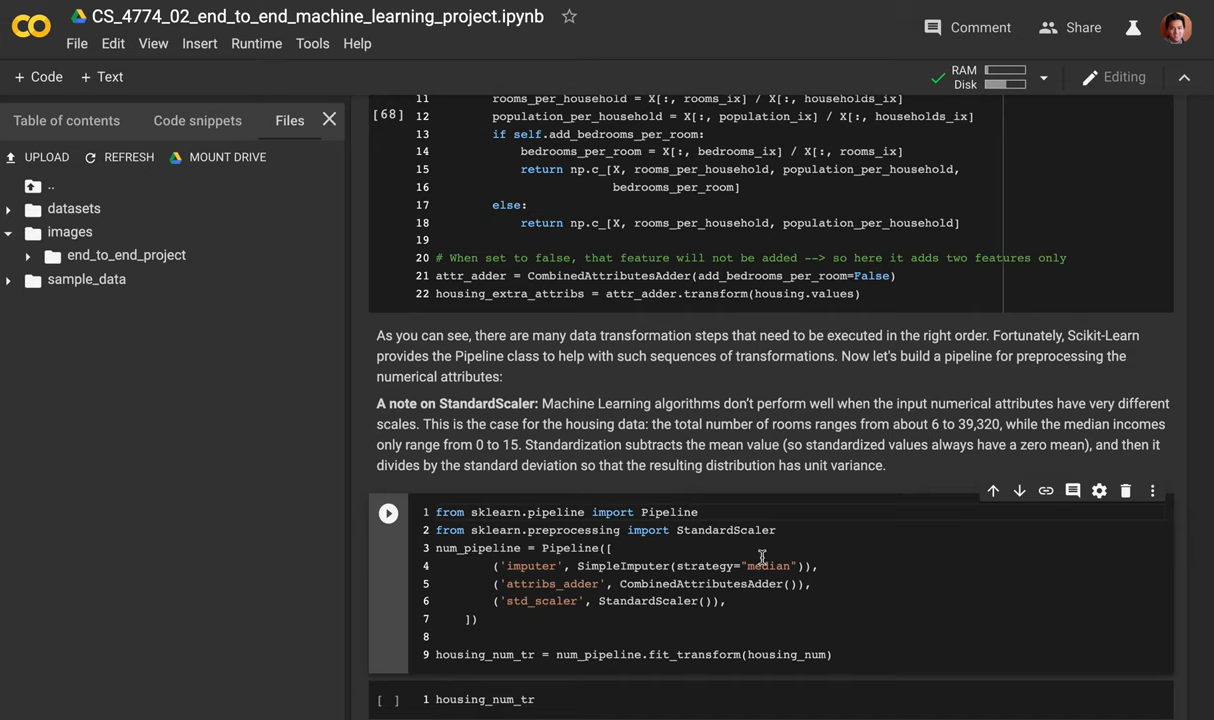 CS_4774_02_end_to_end_machine_learning_project.ipynb
File Edit View Insert Runtime Tools Help
Comment Share
+ Code + Text
RAM
Disk
Editing
Table of contents Code snippets Files
UPLOAD REFRESH MOUNT DRIVE
..
datasets
images
end_to_end_project
sample_data
[68]
11 rooms_per_household = X[:, rooms_ix] / X[:, households_ix]
12 population_per_household = X[:, population_ix] / X[:, households_ix]
13 if self.add_bedrooms_per_room:
14 bedrooms_per_room = X[:, bedrooms_ix] / X[:, rooms_ix]
15 return np.c_[X, rooms_per_household, population_per_household,
16 bedrooms_per_room]
17 else:
18 return np.c_[X, rooms_per_household, population_per_household]
19
20 # When set to false, that feature will not be added --> so here it adds two features only
21 attr_adder = CombinedAttributesAdder(add_bedrooms_per_room=False)
22 housing_extra_attribs = attr_adder.transform(housing.values)
As you can see, there are many data transformation steps that need to be executed in the right order. Fortunately, Scikit-Learn
provides the Pipeline class to help with such sequences of transformations. Now let's build a pipeline for preprocessing the
numerical attributes:
A note on StandardScaler: Machine Learning algorithms don’t perform well when the input numerical attributes have very different
scales. This is the case for the housing data: the total number of rooms ranges from about 6 to 39,320, while the median incomes
only range from 0 to 15. Standardization subtracts the mean value (so standardized values always have a zero mean), and then it
divides by the standard deviation so that the resulting distribution has unit variance.
1 from sklearn.pipeline import Pipeline
2 from sklearn.preprocessing import StandardScaler
3 num_pipeline = Pipeline([
4 ('imputer', SimpleImputer(strategy="median")),
5 ('attribs_adder', CombinedAttributesAdder()),
6 ('std_scaler', StandardScaler()),
7 ])
8
9 housing_num_tr = num_pipeline.fit_transform(housing_num)
[ ] 1 housing_num_tr